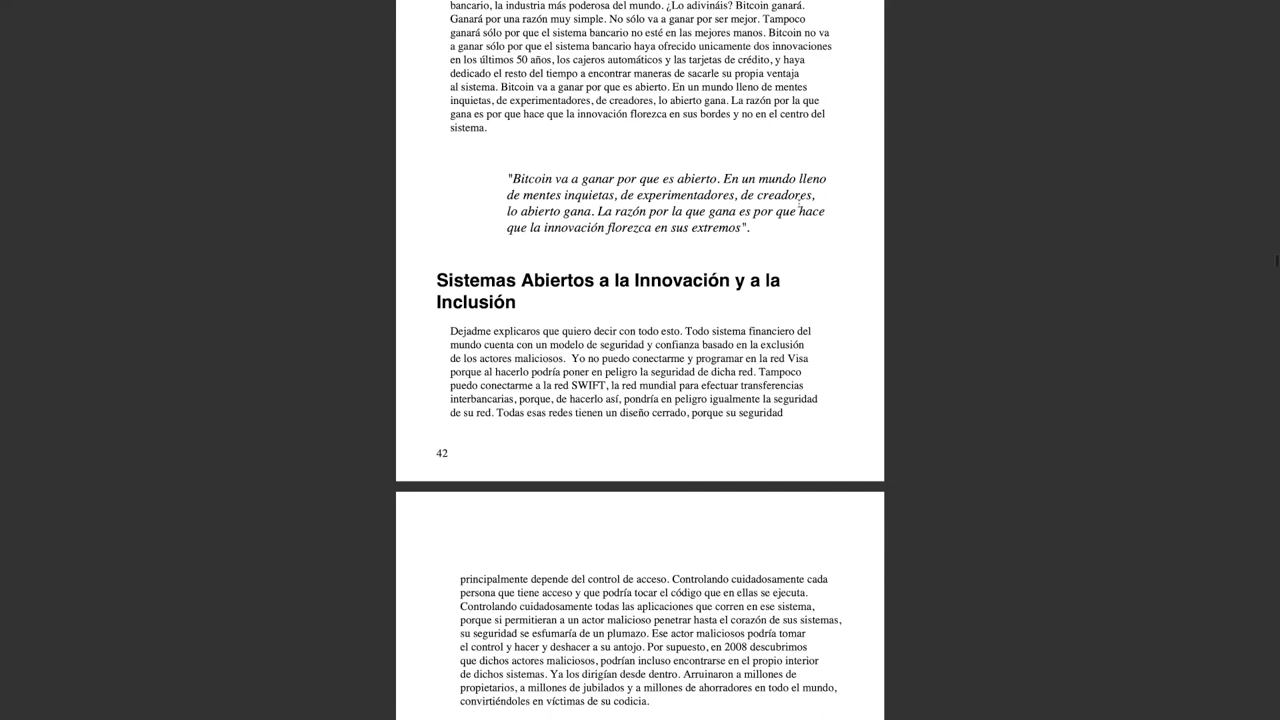 bancario, la industria más poderosa del mundo. ¿Lo adivináis? Bitcoin ganará.
Ganará por una razón muy simple. No sólo va a ganar por ser mejor. Tampoco
ganará sólo por que el sistema bancario no esté en las mejores manos. Bitcoin no va
a ganar sólo por que el sistema bancario haya ofrecido unicamente dos innovaciones
en los últimos 50 años, los cajeros automáticos y las tarjetas de crédito, y haya
dedicado el resto del tiempo a encontrar maneras de sacarle su propia ventaja
al sistema. Bitcoin va a ganar por que es abierto. En un mundo lleno de mentes
inquietas, de experimentadores, de creadores, lo abierto gana. La razón por la que
gana es por que hace que la innovación florezca en sus bordes y no en el centro del
sistema.
"Bitcoin va a ganar por que es abierto. En un mundo lleno
de mentes inquietas, de experimentadores, de creadores,
lo abierto gana. La razón por la que gana es por que hace
que la innovación florezca en sus extremos".
Sistemas Abiertos a la Innovación y a la
Inclusión
Dejadme explicaros que quiero decir con todo esto. Todo sistema financiero del
mundo cuenta con un modelo de seguridad y confianza basado en la exclusión
de los actores maliciosos.  Yo no puedo conectarme y programar en la red Visa
porque al hacerlo podría poner en peligro la seguridad de dicha red. Tampoco
puedo conectarme a la red SWIFT, la red mundial para efectuar transferencias
interbancarias, porque, de hacerlo así, pondría en peligro igualmente la seguridad
de su red. Todas esas redes tienen un diseño cerrado, porque su seguridad
42
principalmente depende del control de acceso. Controlando cuidadosamente cada
persona que tiene acceso y que podría tocar el código que en ellas se ejecuta.
Controlando cuidadosamente todas las aplicaciones que corren en ese sistema,
porque si permitieran a un actor malicioso penetrar hasta el corazón de sus sistemas,
su seguridad se esfumaría de un plumazo. Ese actor maliciosos podría tomar
el control y hacer y deshacer a su antojo. Por supuesto, en 2008 descubrimos
que dichos actores maliciosos, podrían incluso encontrarse en el propio interior
de dichos sistemas. Ya los dirigían desde dentro. Arruinaron a millones de
propietarios, a millones de jubilados y a millones de ahorradores en todo el mundo,
convirtiéndoles en víctimas de su codicia.